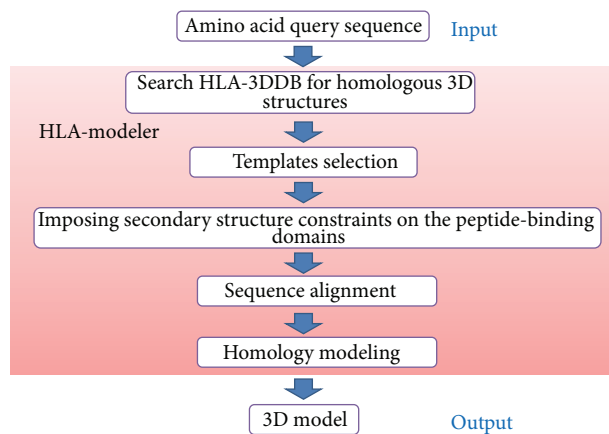 Amino acid query sequence
Input
Search HLA-3DDB for homologous 3D
structures
HLA-modeler
Templates selection
Imposing secondary structure constraints on the peptide-binding
domains
Sequence alignment
Homology modeling
3D model
Output